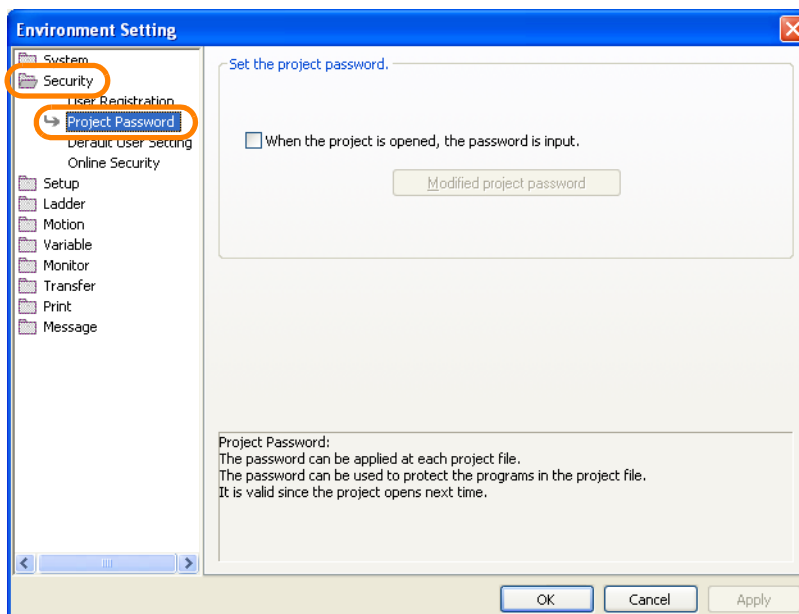 Environment Setting
System
Security
User Registration
Project Password
Default User Setting
Online Security
Setup
Ladder
Motion
Variable
Monitor
Transfer
Print
Message
Set the project password.
When the project is opened, the password is input.
Modified project password
Project Password:
The password can be applied at each project file.
The password can be used to protect the programs in the project file.
It is valid since the project opens next time.
OK
Cancel
Apply